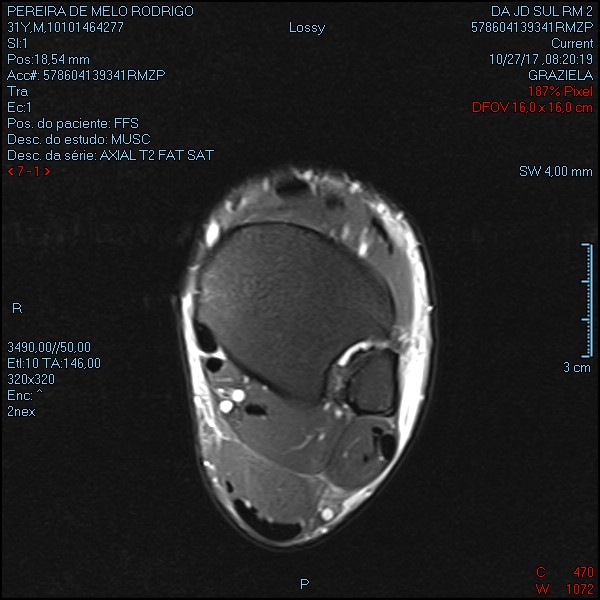 PEREIRA DE MELO RODRIGO
31Y,M,10101464277
Sl:1
Pos:18,54 mm
Acc#: 578604139341RMZP
Tra
Ec:1
Pos. do paciente: FFS
Desc. do estudo: MUSC
Desc. da série: AXIAL T2 FAT SAT
< 7 - 1 >
Lossy
DA JD SUL RM 2
578604139341RMZP
Current
10/27/17 ,08:20:19
GRAZIELA
187% Pixel
DFOV 16,0 x 16,0 cm
SW 4,00 mm
R
3490,00//50,00
Etl:10 TA:146,00
320x320
Enc: ^
2nex
3 cm
P
C 470
W 1072